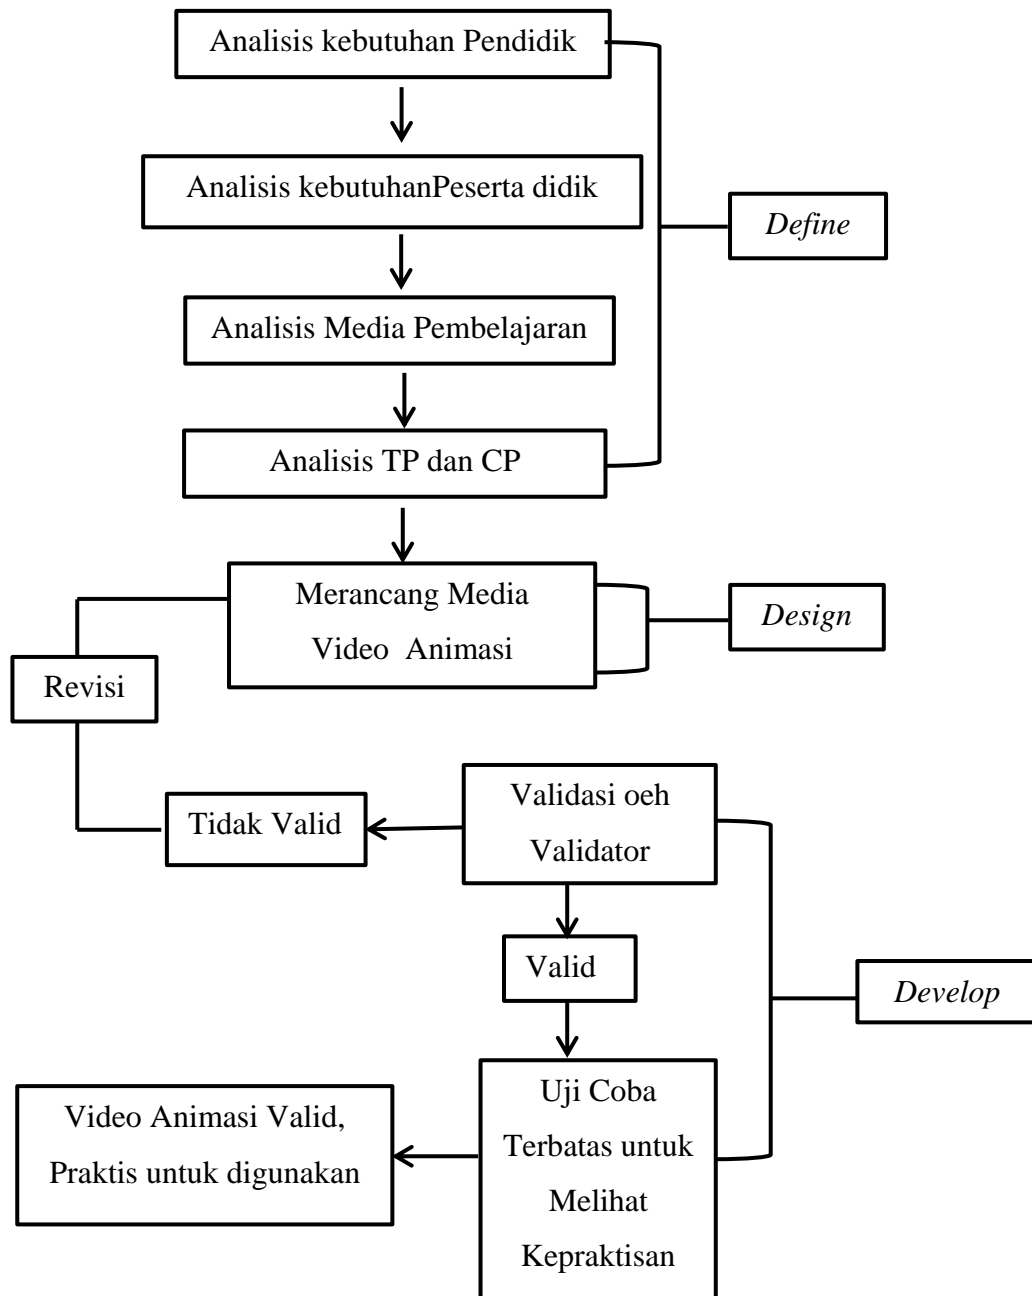 Analisis kebutuhan Pendidik
Analisis kebutuhanPeserta didik
Define
Analisis Media Pembelajaran
Analisis TP dan CP
Merancang Media
Video Animasi
Design
Revisi
Validasi oeh
Validator
Tidak Valid
Valid
Develop
Uji Coba
Terbatas untuk
Melihat
Kepraktisan
Video Animasi Valid,
Praktis untuk digunakan